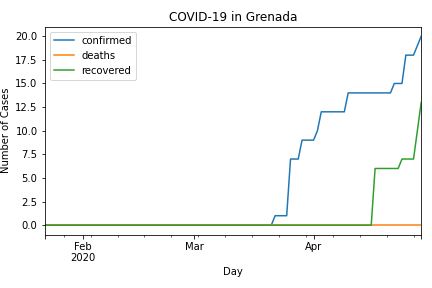 COVID-19 in Grenada
confirmed
deaths
recovered
Number of Cases
20.0
17.5
15.0
12.5
10.0
7.5
5.0
2.5
0.0
Feb
2020
Mar
Apr
Day